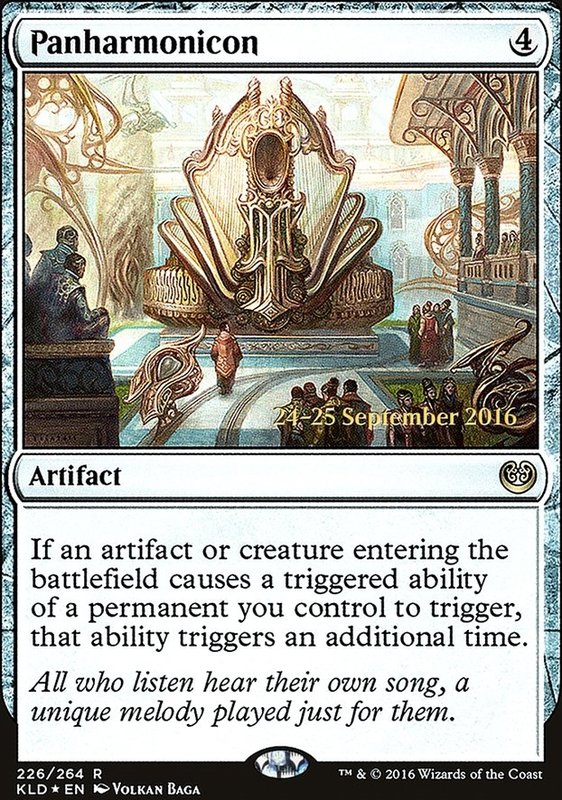 Panharmonicon 4
24-25 September 2016
Artifact
If an artifact or creature entering the
battlefield causes a triggered ability
of a permanent you control to trigger,
that ability triggers an additional time.
All who listen hear their own song, a
unique melody played just for them.
226/264 R
KLD ★ EN Volkan Baga
™ & © 2016 Wizards of the Coast